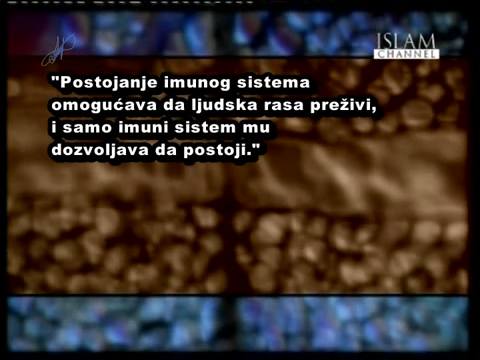 ISLAM
CHANNEL
"Postojanje imunog sistema
omogućava da ljudska rasa preživi,
i samo imuni sistem mu
dozvoljava da postoji."